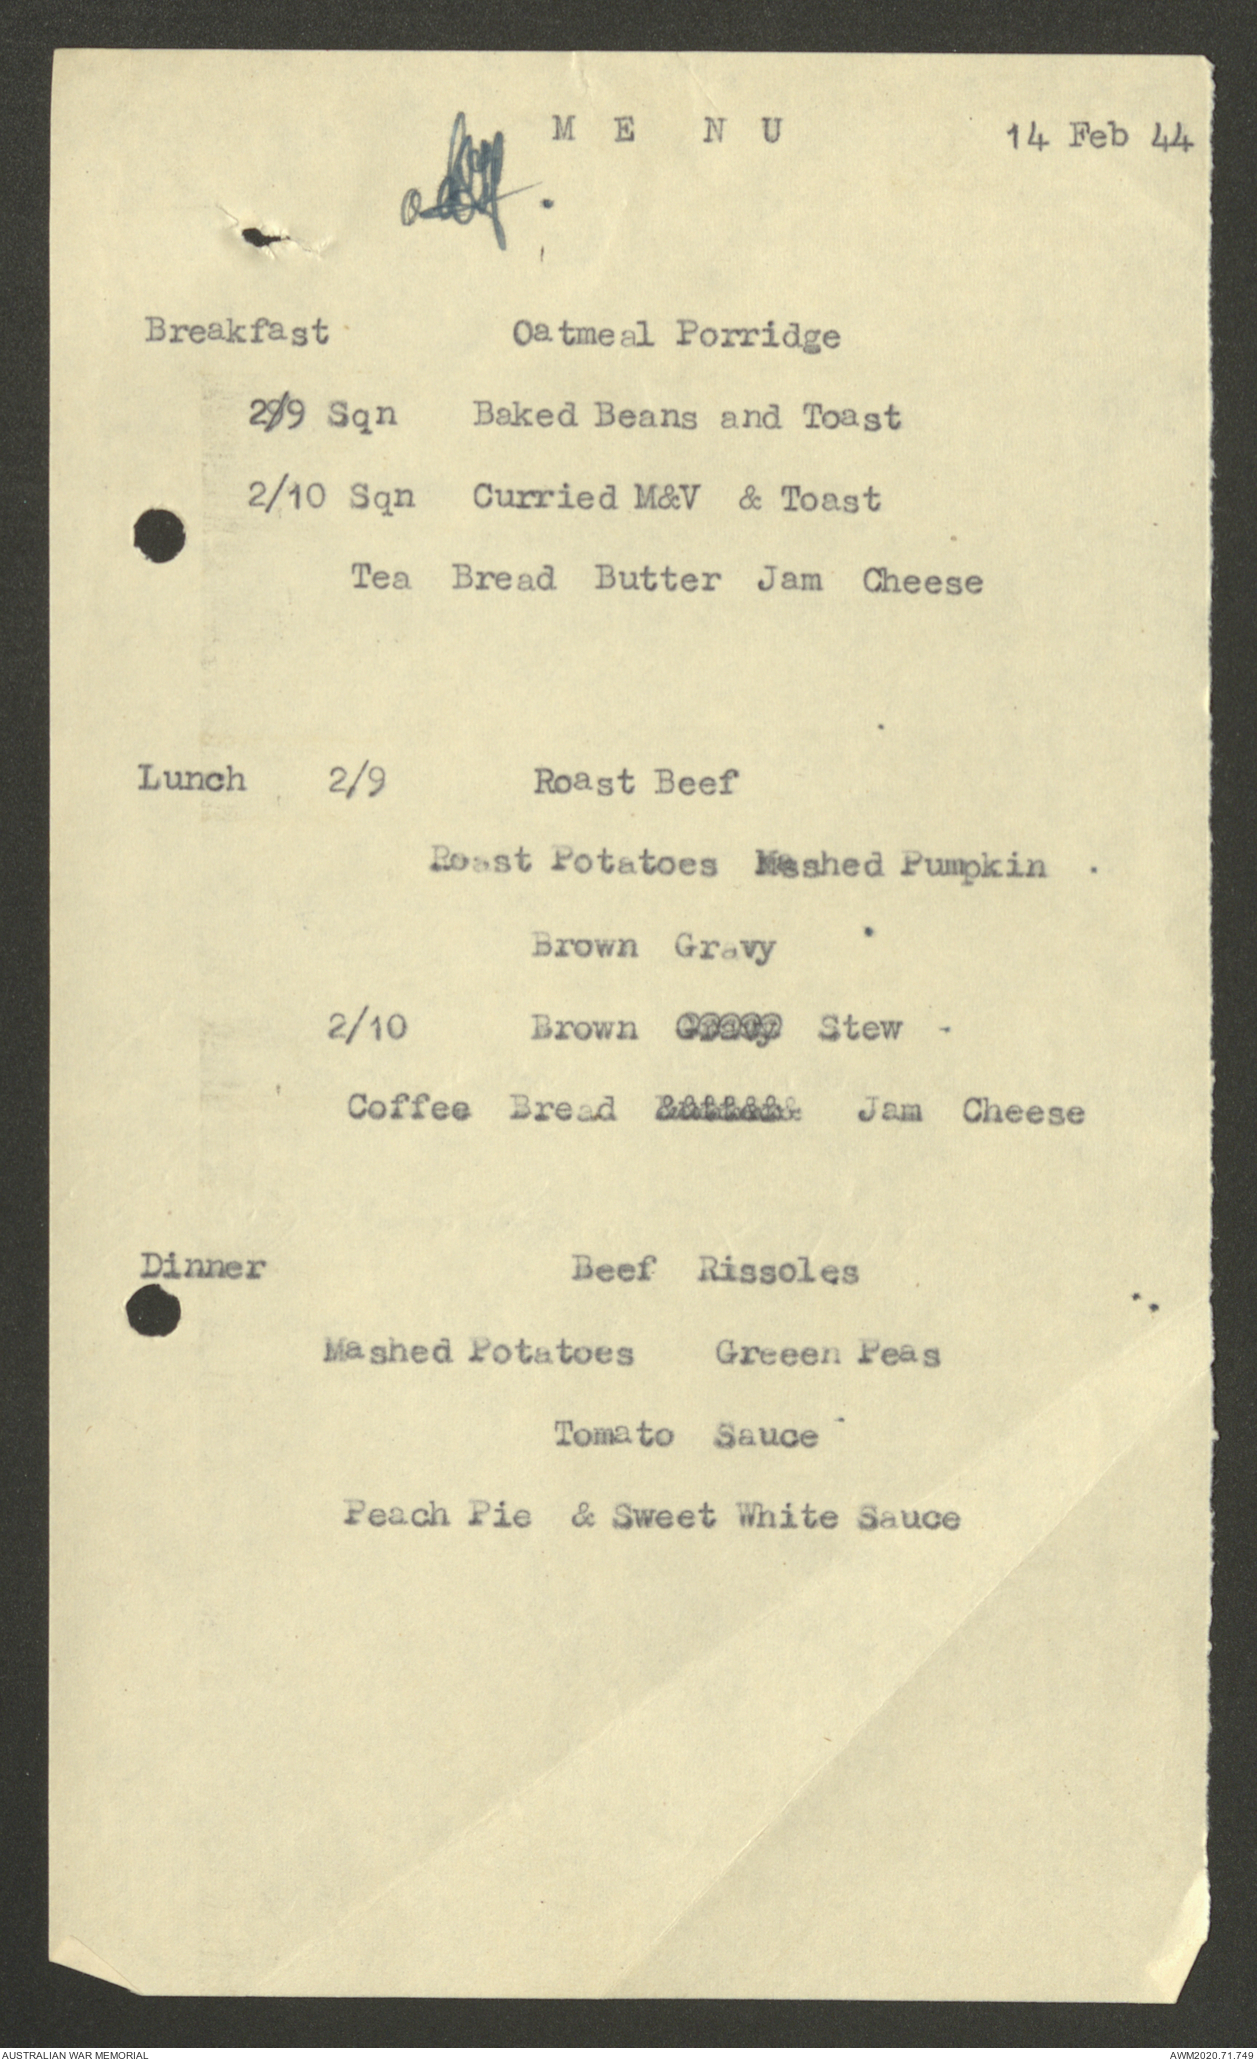 M E N U 14 Feb 44
Breakfast Oatmeal Porridge
2/9 Sqn Baked Beans and Toast
2/10 Sqn Curried M&V & Toast
Tea Bread Butter Jam Cheese
Lunch 2/9 Roast Beef
Roast Potatoes Mashed Pumpkin
Brown Gravy
2/10 Brown Gravy Stew
Coffee Bread Butter Jam Cheese
Dinner Beef Rissoles
Mashed Potatoes Greeen Peas
Tomato Sauce
Peach Pie & Sweet White Sauce
AUSTRALIAN WAR MEMORIAL AWM2020.71.749